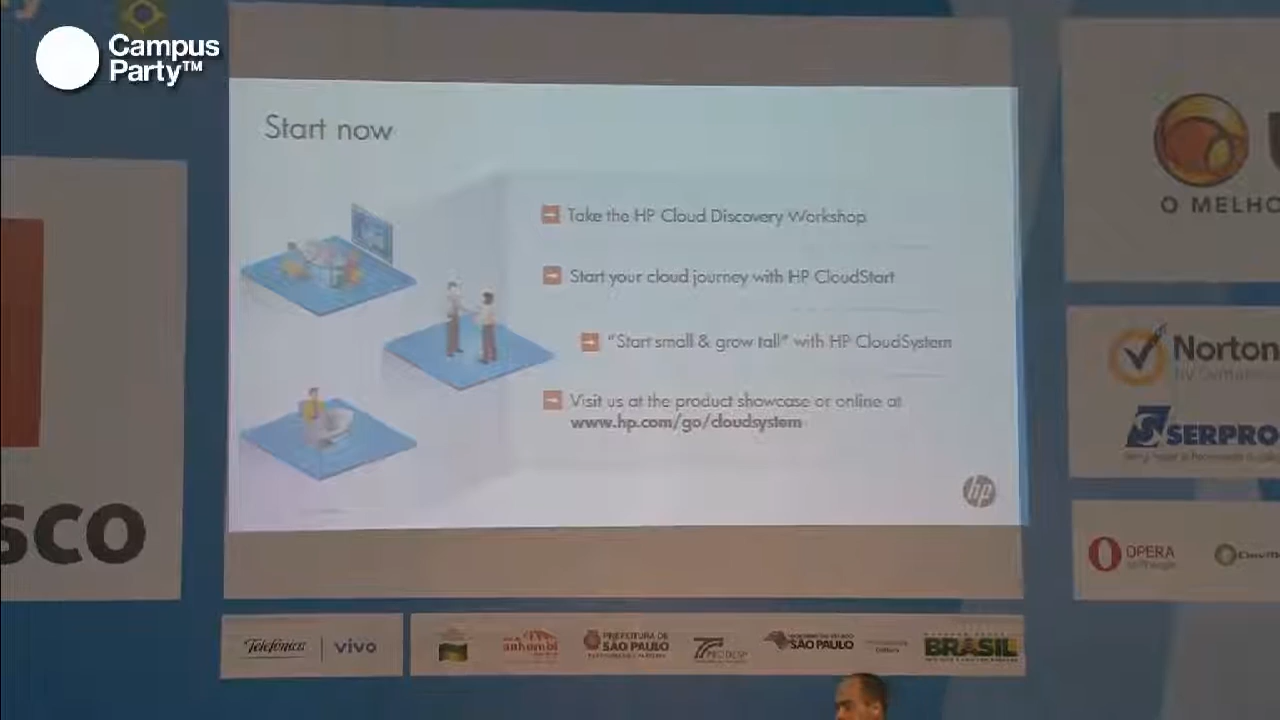 Campus
Party™
Start now
Take the HP Cloud Discovery Workshop
Start your cloud journey with HP CloudStart
"Start small & grow tall" with HP CloudSystem
Visit us at the product showcase or online at
www.hp.com/go/cloudsystem
hp
O MELHO
Norton
SERPRO
OPERA
sco
Telefónica
vivo
anhembi
PREFEITURA DE
SÃO PAULO
PRODESP
SÃO PAULO
BRASIL